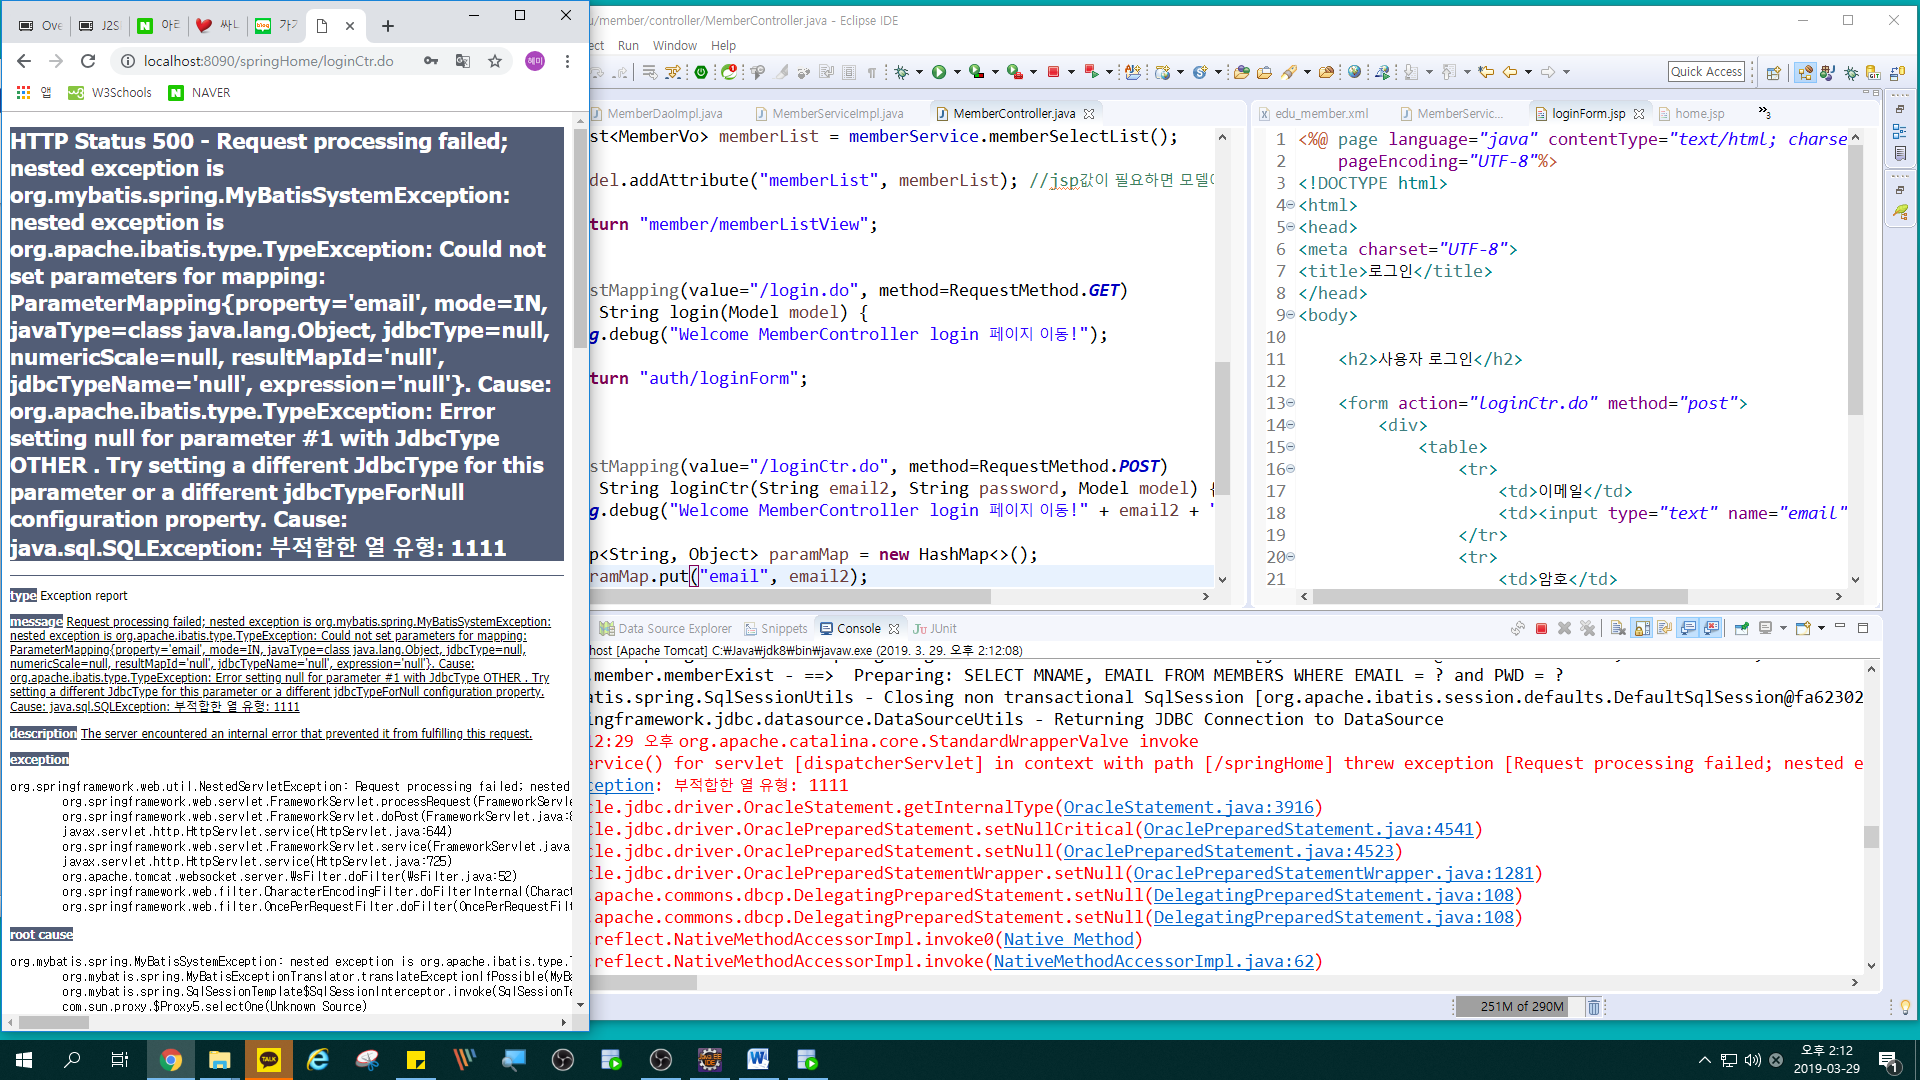 Ove
J2S
아티
싸느
가기
localhost:8090/springHome/loginCtr.do
해미
앱
W3Schools
NAVER
HTTP Status 500 - Request processing failed;
nested exception is
org.mybatis.spring.MyBatisSystemException:
nested exception is
org.apache.ibatis.type.TypeException: Could not
set parameters for mapping:
ParameterMapping{property='email', mode=IN,
javaType=class java.lang.Object, jdbcType=null,
numericScale=null, resultMapId='null',
jdbcTypeName='null', expression='null'}. Cause:
org.apache.ibatis.type.TypeException: Error
setting null for parameter #1 with JdbcType
OTHER . Try setting a different JdbcType for this
parameter or a different jdbcTypeForNull
configuration property. Cause:
java.sql.SQLException: 부적합한 열 유형: 1111
type Exception report
message Request processing failed; nested exception is org.mybatis.spring.MyBatisSystemException:
nested exception is org.apache.ibatis.type.TypeException: Could not set parameters for mapping:
ParameterMapping{property='email', mode=IN, javaType=class java.lang.Object, jdbcType=null,
numericScale=null, resultMapId='null', jdbcTypeName='null', expression='null'}. Cause:
org.apache.ibatis.type.TypeException: Error setting null for parameter #1 with JdbcType OTHER . Try
setting a different JdbcType for this parameter or a different jdbcTypeForNull configuration property.
Cause: java.sql.SQLException: 부적합한 열 유형: 1111
description The server encountered an internal error that prevented it from fulfilling this request.
exception
org.springframework.web.util.NestedServletException: Request processing failed; nested
org.springframework.web.servlet.FrameworkServlet.processRequest(FrameworkServle
org.springframework.web.servlet.FrameworkServlet.doPost(FrameworkServlet.java:8
javax.servlet.http.HttpServlet.service(HttpServlet.java:644)
org.springframework.web.servlet.FrameworkServlet.service(FrameworkServlet.java
javax.servlet.http.HttpServlet.service(HttpServlet.java:725)
org.apache.tomcat.websocket.server.WsFilter.doFilter(WsFilter.java:52)
org.springframework.web.filter.CharacterEncodingFilter.doFilterInternal(Charact
org.springframework.web.filter.OncePerRequestFilter.doFilter(OncePerRequestFilt
root cause
org.mybatis.spring.MyBatisSystemException: nested exception is org.apache.ibatis.type.T
org.mybatis.spring.MyBatisExceptionTranslator.translateExceptionIfPossible(MyBa
org.mybatis.spring.SqlSessionTemplate$SqlSessionInterceptor.invoke(SqlSessionTe
com.sun.proxy.$Proxy5.selectOne(Unknown Source)
u/member/controller/MemberController.java - Eclipse IDE
ect Run Window Help
Quick Access
MemberDaoImpl.java
MemberServiceImpl.java
MemberController.java
st<MemberVo> memberList = memberService.memberSelectList();
del.addAttribute("memberList", memberList); //jsp값이 필요하면 모델에
turn "member/memberListView";
stMapping(value="/login.do", method=RequestMethod.GET)
String login(Model model) {
g.debug("Welcome MemberController login 페이지 이동!");
turn "auth/loginForm";
stMapping(value="/loginCtr.do", method=RequestMethod.POST)
String loginCtr(String email2, String password, Model model) {
g.debug("Welcome MemberController login 페이지 이동!" + email2 + "
p<String, Object> paramMap = new HashMap<>();
ramMap.put("email", email2);
edu_member.xml
MemberServic...
loginForm.jsp
home.jsp
3
1 <%@ page language="java" contentType="text/html; charse
2 pageEncoding="UTF-8"%>
3 <!DOCTYPE html>
4 <html>
5 <head>
6 <meta charset="UTF-8">
7 <title>로그인</title>
8 </head>
9 <body>
10
11 <h2>사용자 로그인</h2>
12
13 <form action="loginCtr.do" method="post">
14 <div>
15 <table>
16 <tr>
17 <td>이메일</td>
18 <td><input type="text" name="email"
19 </tr>
20 <tr>
21 <td>암호</td>
Data Source Explorer
Snippets
Console
JUnit
host [Apache Tomcat] C:₩Java₩jdk8₩bin₩javaw.exe (2019. 3. 29. 오후 2:12:08)
.member.memberExist - ==>  Preparing: SELECT MNAME, EMAIL FROM MEMBERS WHERE EMAIL = ? and PWD = ?
atis.spring.SqlSessionUtils - Closing non transactional SqlSession [org.apache.ibatis.session.defaults.DefaultSqlSession@fa62302
ingframework.jdbc.datasource.DataSourceUtils - Returning JDBC Connection to DataSource
12:29 오후 org.apache.catalina.core.StandardWrapperValve invoke
ervice() for servlet [dispatcherServlet] in context with path [/springHome] threw exception [Request processing failed; nested e
ception: 부적합한 열 유형: 1111
cle.jdbc.driver.OracleStatement.getInternalType(OracleStatement.java:3916)
cle.jdbc.driver.OraclePreparedStatement.setNullCritical(OraclePreparedStatement.java:4541)
cle.jdbc.driver.OraclePreparedStatement.setNull(OraclePreparedStatement.java:4523)
cle.jdbc.driver.OraclePreparedStatementWrapper.setNull(OraclePreparedStatementWrapper.java:1281)
.apache.commons.dbcp.DelegatingPreparedStatement.setNull(DelegatingPreparedStatement.java:108)
.apache.commons.dbcp.DelegatingPreparedStatement.setNull(DelegatingPreparedStatement.java:108)
.reflect.NativeMethodAccessorImpl.invoke0(Native Method)
.reflect.NativeMethodAccessorImpl.invoke(NativeMethodAccessorImpl.java:62)
251M of 290M
TALK
오후 2:12
2019-03-29
1